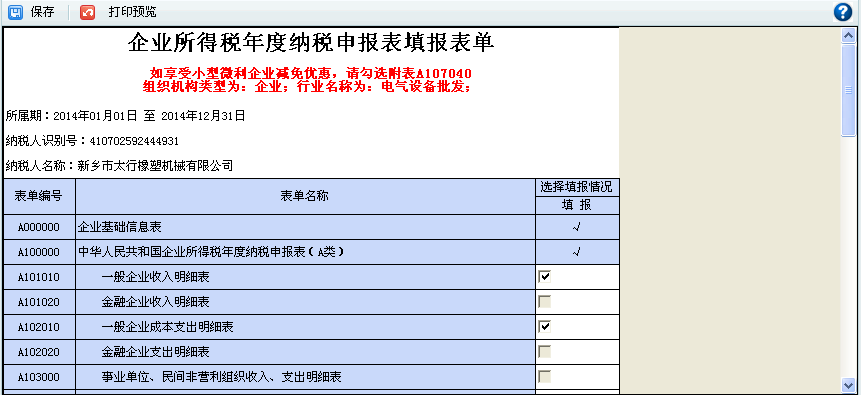 保存 打印预览
企业所得税年度纳税申报表填报表单
如享受小型微利企业减免优惠，请勾选附表A107040
组织机构类型为：企业；行业名称为：电气设备批发；
所属期：2014年01月01日 至 2014年12月31日
纳税人识别号：410702592444931
纳税人名称：新乡市太行橡塑机械有限公司
表单编号 表单名称 选择填报情况
填 报
A000000 企业基础信息表 √
A100000 中华人民共和国企业所得税年度纳税申报表（A类） √
A101010 一般企业收入明细表
A101020 金融企业收入明细表
A102010 一般企业成本支出明细表
A102020 金融企业支出明细表
A103000 事业单位、民间非营利组织收入、支出明细表